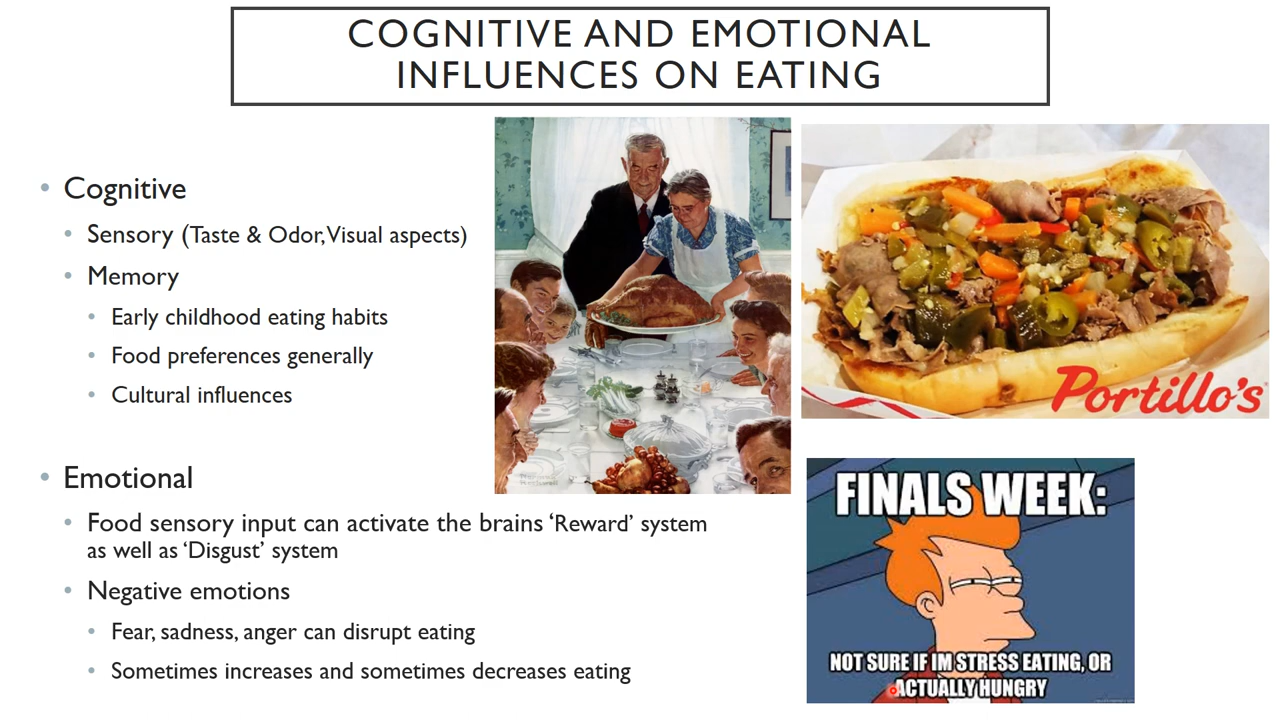 COGNITIVE AND EMOTIONAL
INFLUENCES ON EATING
• Cognitive
• Sensory (Taste & Odor, Visual aspects)
• Memory
• Early childhood eating habits
• Food preferences generally
• Cultural influences
• Emotional
• Food sensory input can activate the brains ‘Reward’ system
as well as ‘Disgust’ system
• Negative emotions
• Fear, sadness, anger can disrupt eating
• Sometimes increases and sometimes decreases eating
Portillo's
FINALS WEEK:
NOT SURE IF IM STRESS EATING, OR
ACTUALLY HUNGRY